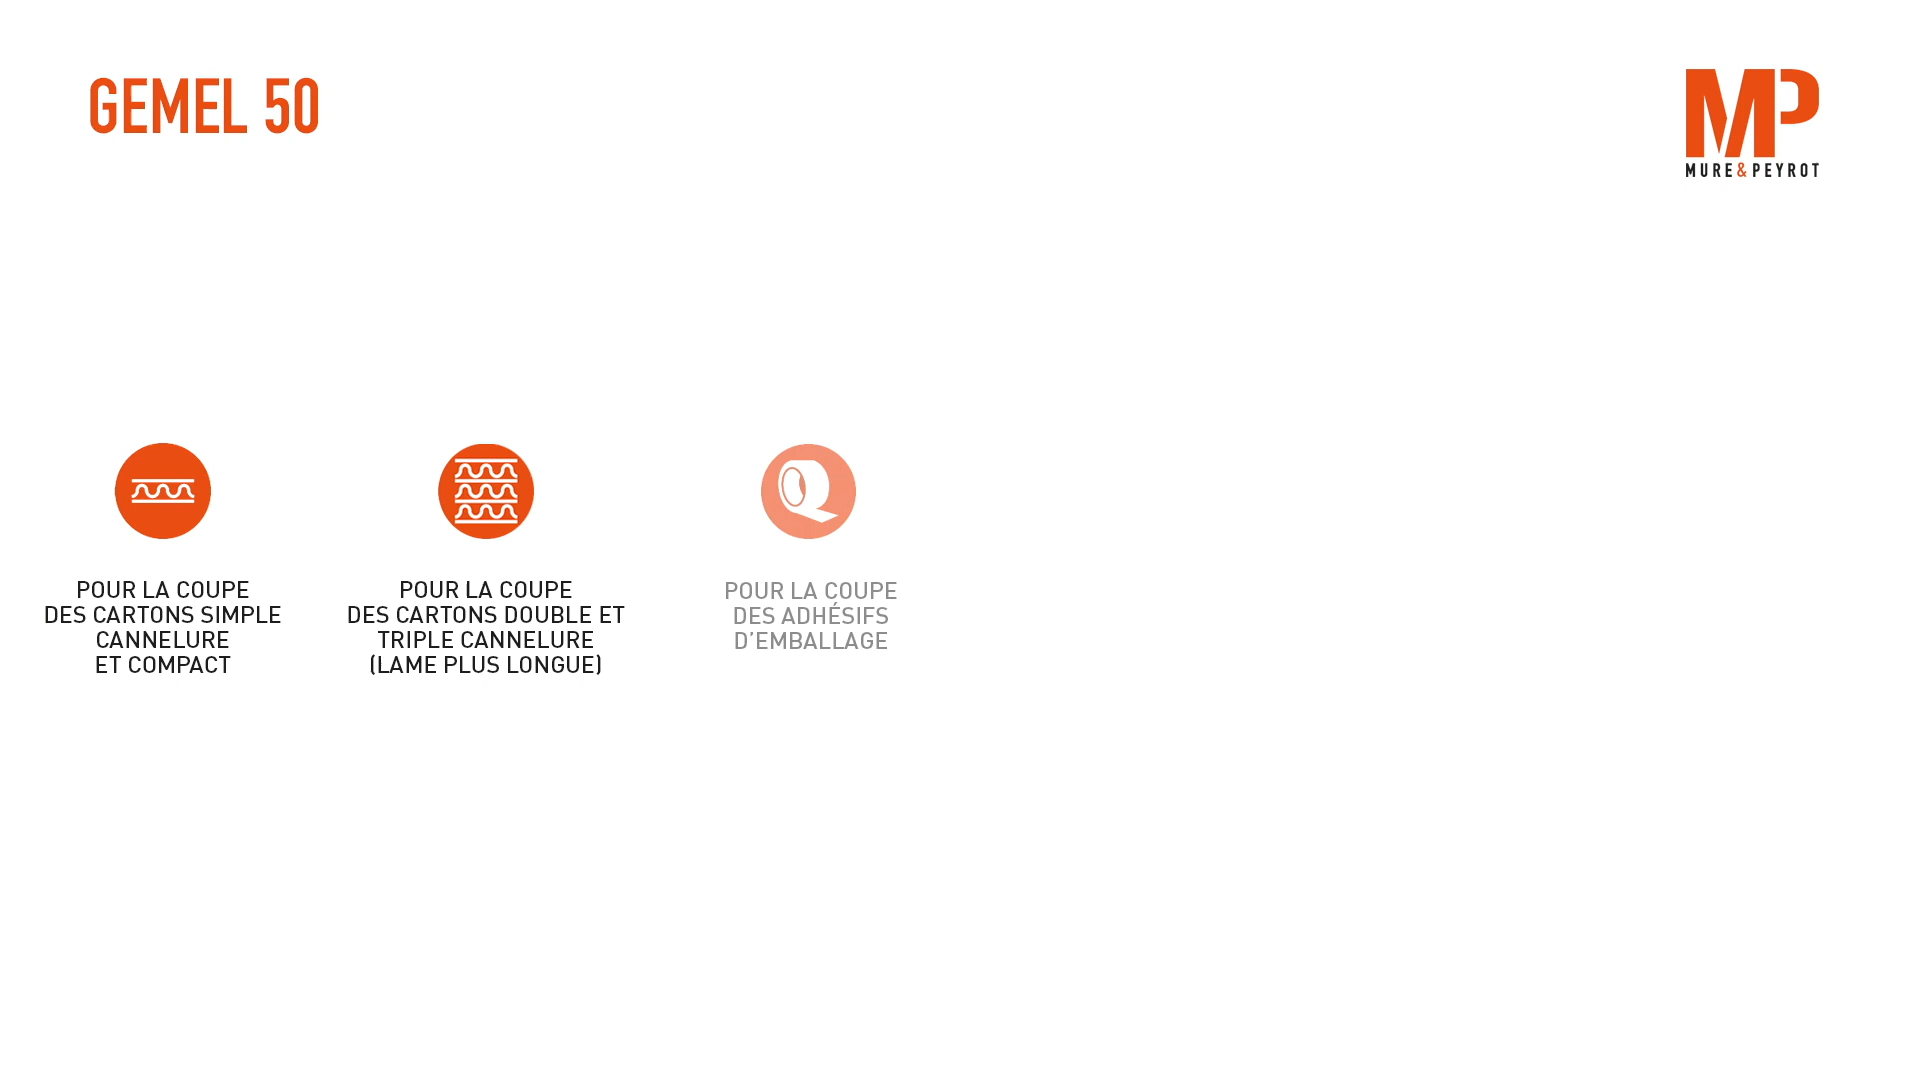 GEMEL 50
MP
MURE&PEYROT
POUR LA COUPE
DES CARTONS SIMPLE
CANNELURE
ET COMPACT
POUR LA COUPE
DES CARTONS DOUBLE ET
TRIPLE CANNELURE
(LAME PLUS LONGUE)
POUR LA COUPE
DES ADHÉSIFS
D’EMBALLAGE